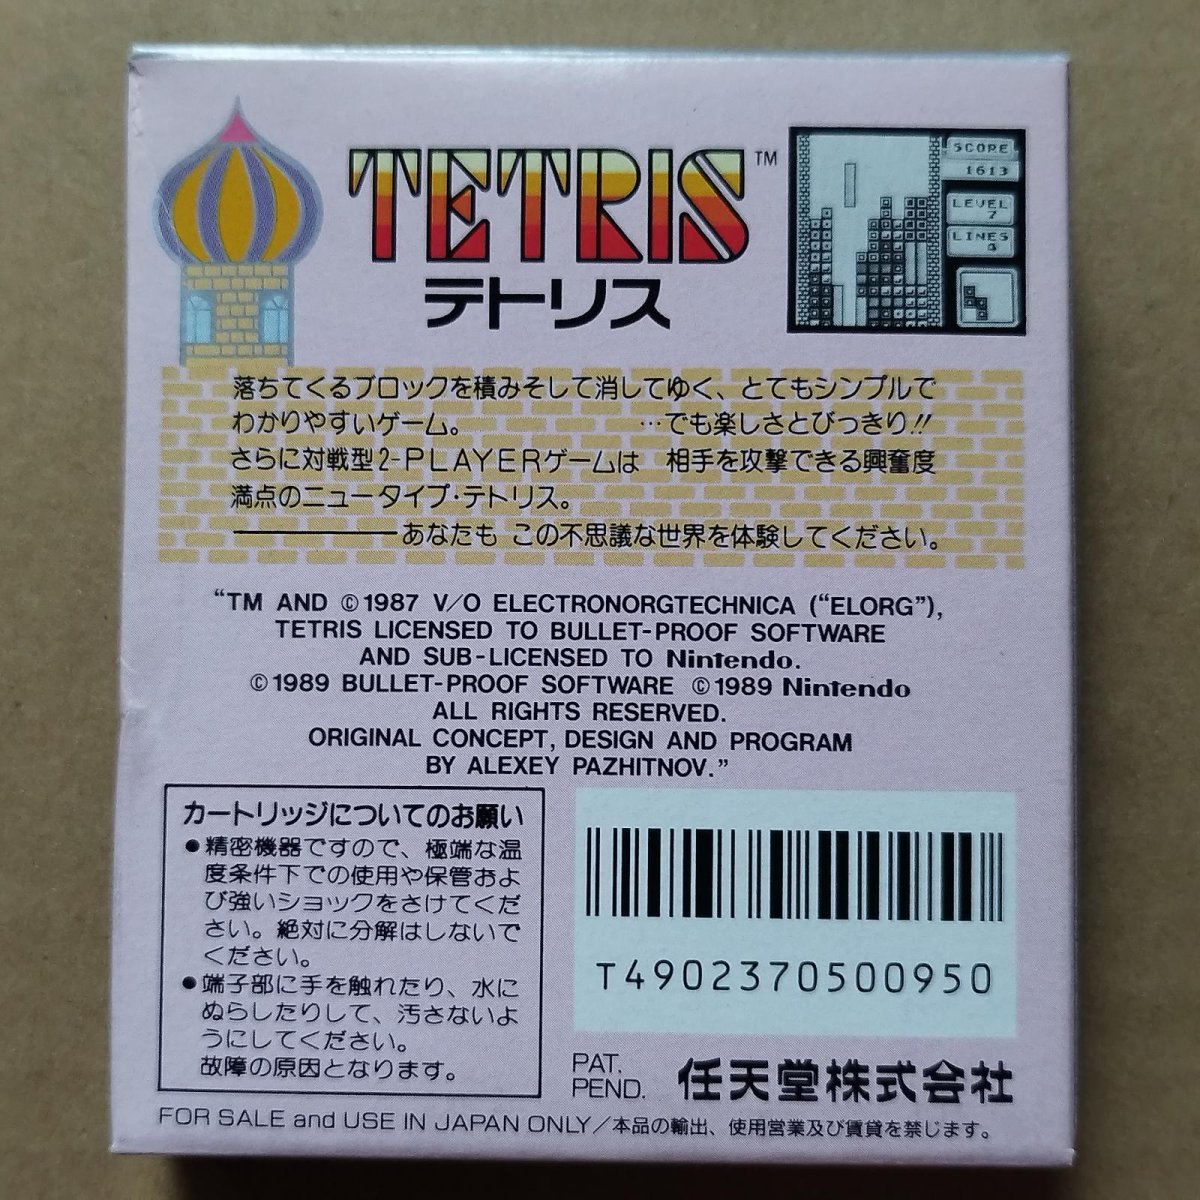 TETRIS™
テトリス
SCORE
1613
LEVEL
7
LINES
落ちてくるブロックを積みそして消してゆく、とてもシンプルで
わかりやすいゲーム。 …でも楽しさとびっきり!!
さらに対戦型2-PLAYERゲームは 相手を攻撃できる興奮度
満点のニュータイプ・テトリス。
————あなたも この不思議な世界を体験してください。
“TM AND ©1987 V/O ELECTRONORGTECHNICA (“ELORG”),
TETRIS LICENSED TO BULLET-PROOF SOFTWARE
AND SUB-LICENSED TO Nintendo.
©1989 BULLET-PROOF SOFTWARE ©1989 Nintendo
ALL RIGHTS RESERVED.
ORIGINAL CONCEPT, DESIGN AND PROGRAM
BY ALEXEY PAZHITNOV.”
カートリッジについてのお願い
●精密機器ですので、極端な温
度条件下での使用や保管およ
び強いショックをさけてくだ
さい。絶対に分解はしないで
ください。
●端子部に手を触れたり、水に
ぬらしたりして、汚さないよ
うにしてください。
故障の原因となります。
T4902370500950
PAT.
PEND.
任天堂株式会社
FOR SALE and USE IN JAPAN ONLY／本品の輸出、使用営業及び賃貸を禁じます。